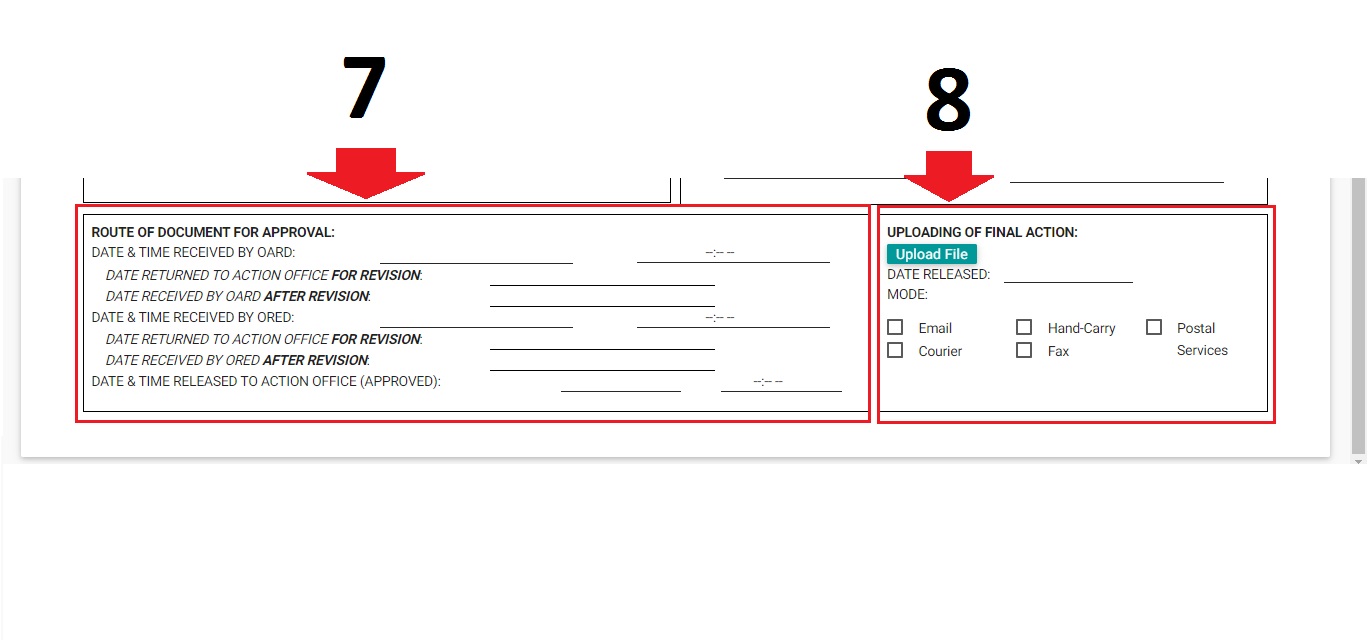 7
8
ROUTE OF DOCUMENT FOR APPROVAL:
DATE & TIME RECEIVED BY OARD: --:-- --
DATE RETURNED TO ACTION OFFICE FOR REVISION:
DATE RECEIVED BY OARD AFTER REVISION:
DATE & TIME RECEIVED BY ORED: --:-- --
DATE RETURNED TO ACTION OFFICE FOR REVISION:
DATE RECEIVED BY ORED AFTER REVISION:
DATE & TIME RELEASED TO ACTION OFFICE (APPROVED): --:-- --
UPLOADING OF FINAL ACTION:
Upload File
DATE RELEASED:
MODE:
Email Hand-Carry Postal
Courier Fax Services